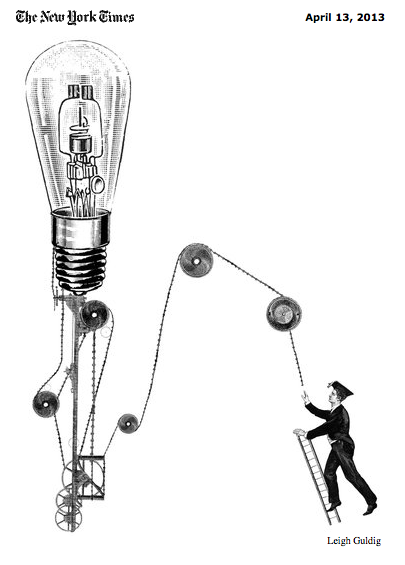 The New York Times
April 13, 2013
Leigh Guldig